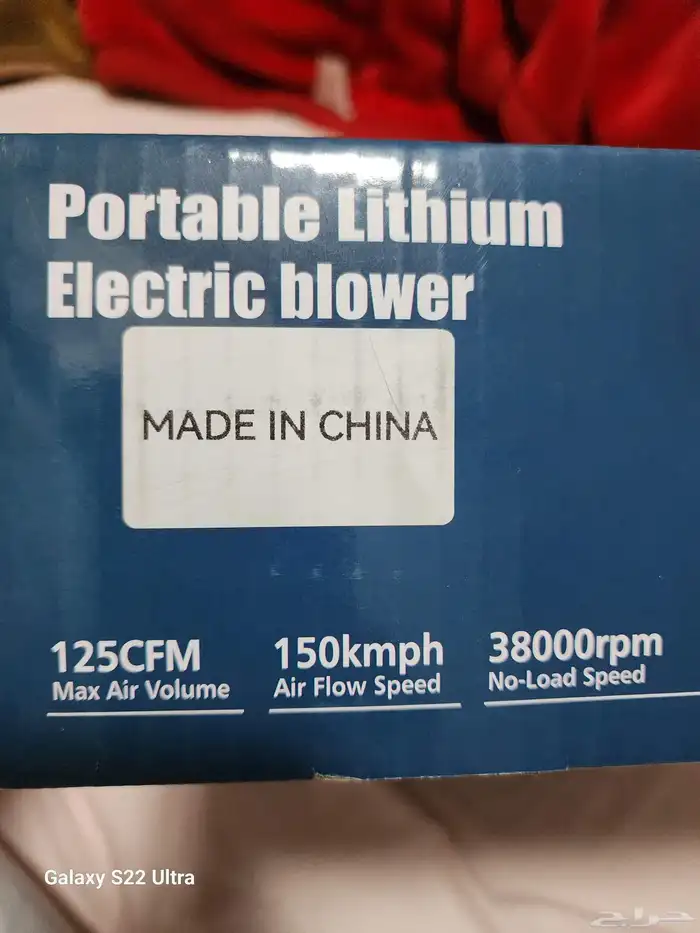 Portable Lithium
Electric blower
MADE IN CHINA
125CFM
Max Air Volume
150kmph
Air Flow Speed
38000rpm
No-Load Speed
Galaxy S22 Ultra
حراج